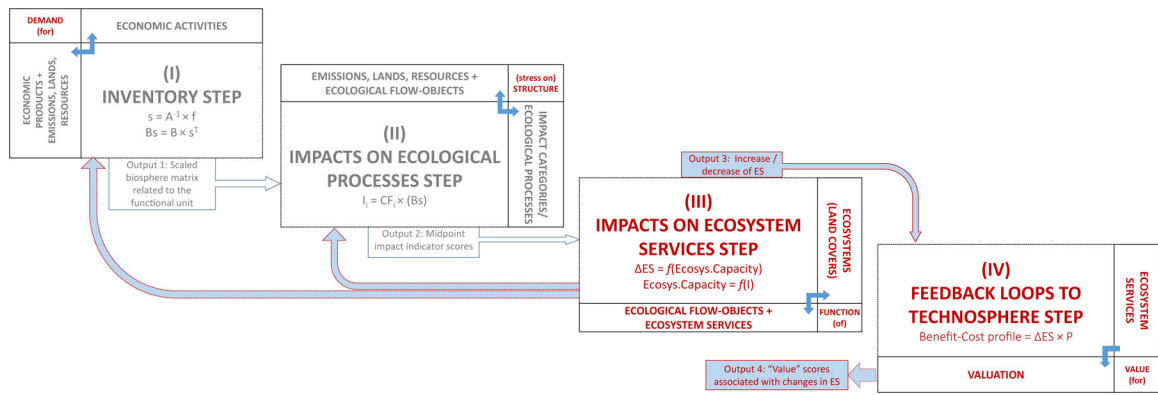 DEMAND
(for)
ECONOMIC ACTIVITIES
ECONOMIC
PRODUCTS +
EMISSIONS, LANDS,
RESOURCES
(I)
INVENTORY STEP
s = A⁻¹ × f
Bs = B × sᵀ
Output 1: Scaled
biosphere matrix
related to the
functional unit
EMISSIONS, LANDS, RESOURCES +
ECOLOGICAL FLOW-OBJECTS
(stress on)
STRUCTURE
(II)
IMPACTS ON ECOLOGICAL
PROCESSES STEP
Iᵢ = CFᵢ × (Bs)
IMPACT CATEGORIES/
ECOLOGICAL PROCESSES
Output 2: Midpoint
impact indicator scores
Output 3: Increase /
decrease of ES
(III)
IMPACTS ON ECOSYSTEM
SERVICES STEP
ΔES = f(Ecosys.Capacity)
Ecosys.Capacity = f(I)
ECOSYSTEMS
(LAND COVERS)
ECOLOGICAL FLOW-OBJECTS +
ECOSYSTEM SERVICES
FUNCTION
(of)
(IV)
FEEDBACK LOOPS TO
TECHNOSPHERE STEP
Benefit-Cost profile = ΔES × P
ECOSYSTEM
SERVICES
VALUATION
VALUE
(for)
Output 4: “Value” scores
associated with changes in ES